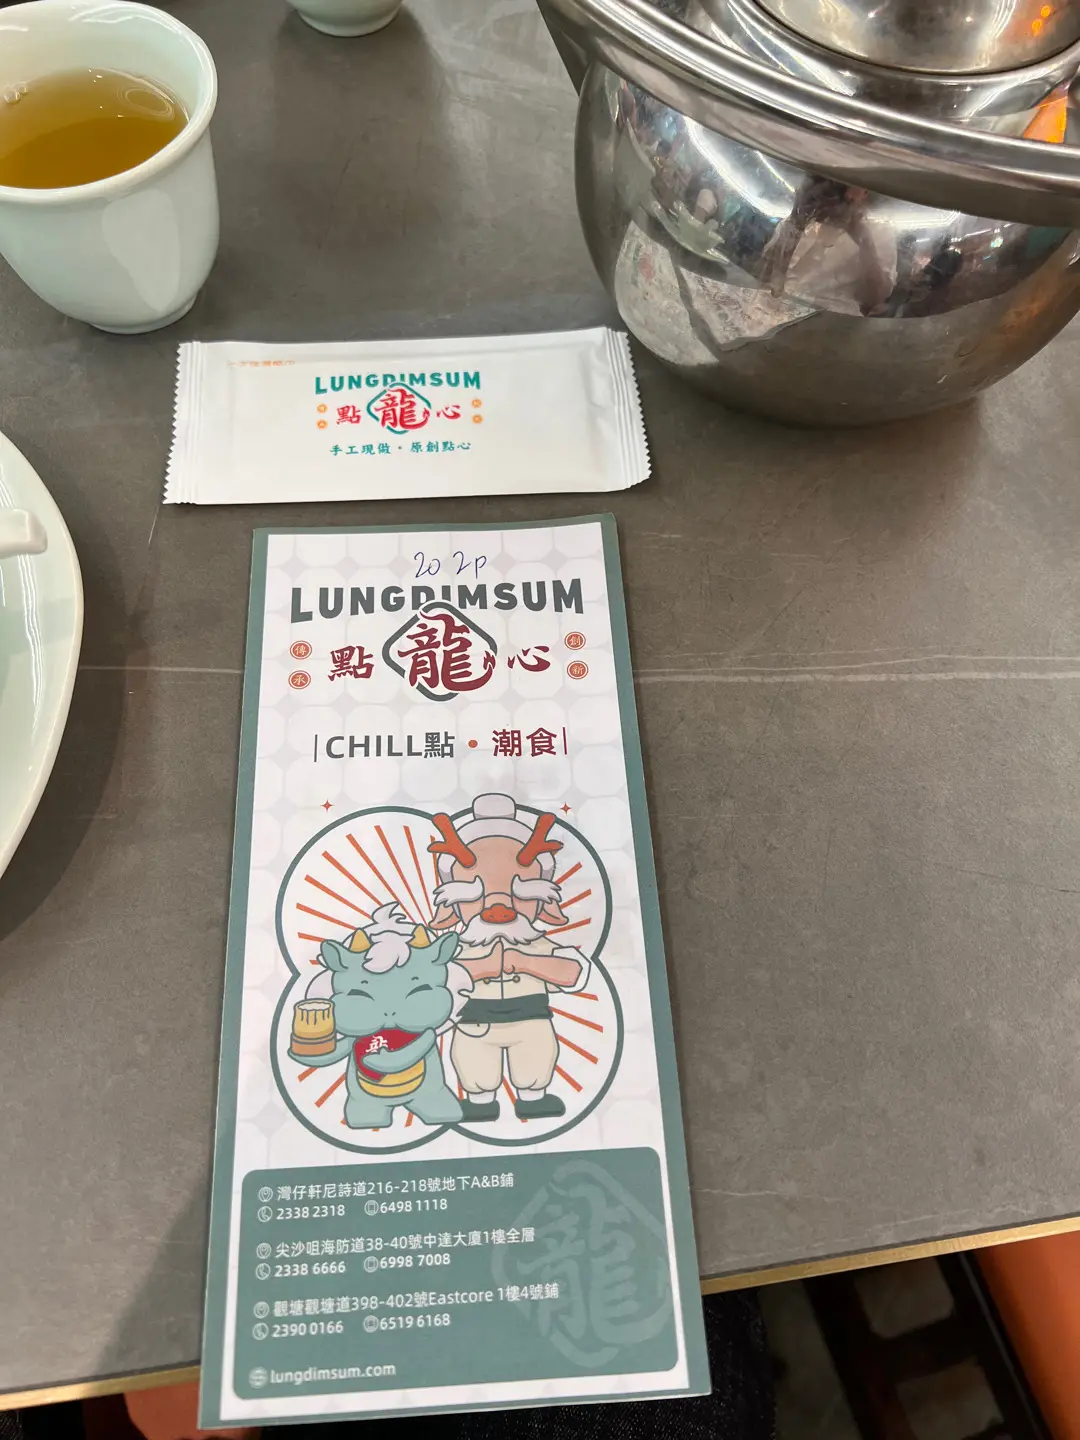 LUNGDIMSUM
點龍心
手工現做・原創點心
20 2p
LUNGDIMSUM
傳承
點龍心
創新
|CHILL點・潮食|
點
灣仔軒尼詩道216-218號地下A&B鋪
2338 2318 6498 1118
尖沙咀海防道38-40號中達大廈1樓全層
2338 6666 6998 7008
觀塘觀塘道398-402號Eastcore 1樓4號鋪
2390 0166 6519 6168
lungdimsum.com
龍